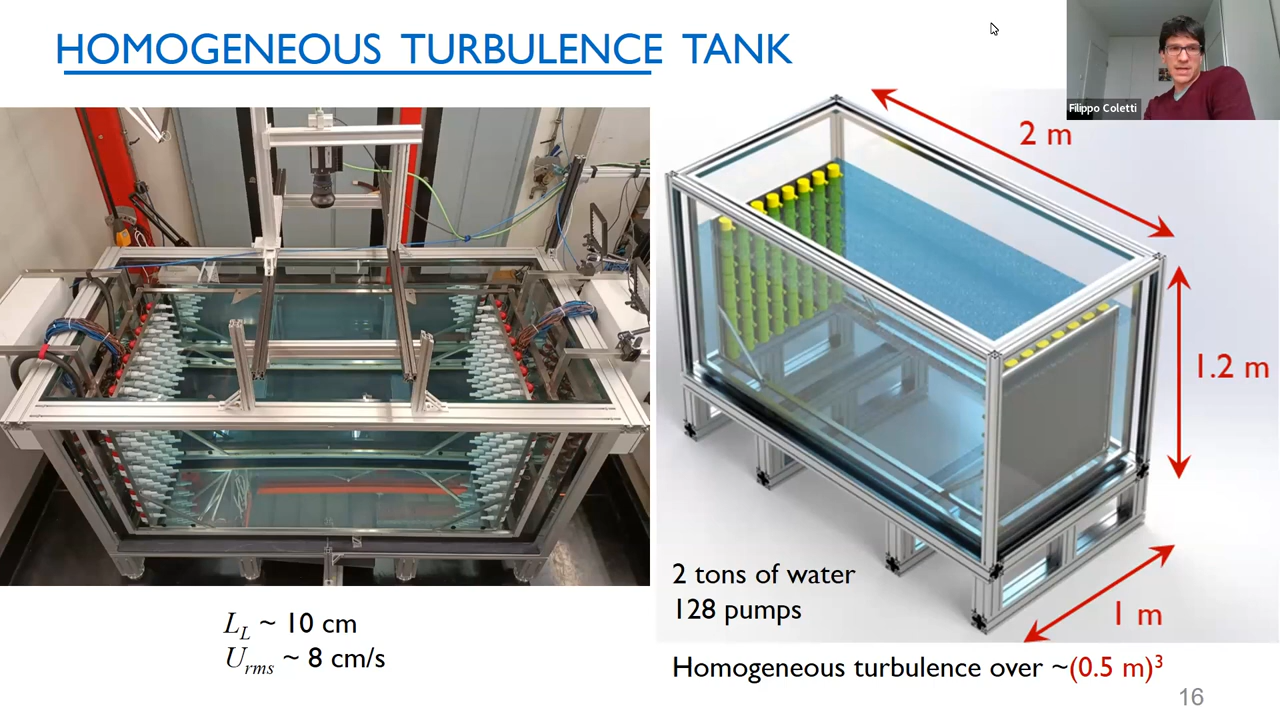 HOMOGENEOUS TURBULENCE TANK
Filippo Coletti
2 m
1.2 m
2 tons of water
128 pumps
1 m
L_L ~ 10 cm
U_rms ~ 8 cm/s
Homogeneous turbulence over ~(0.5 m)³
16